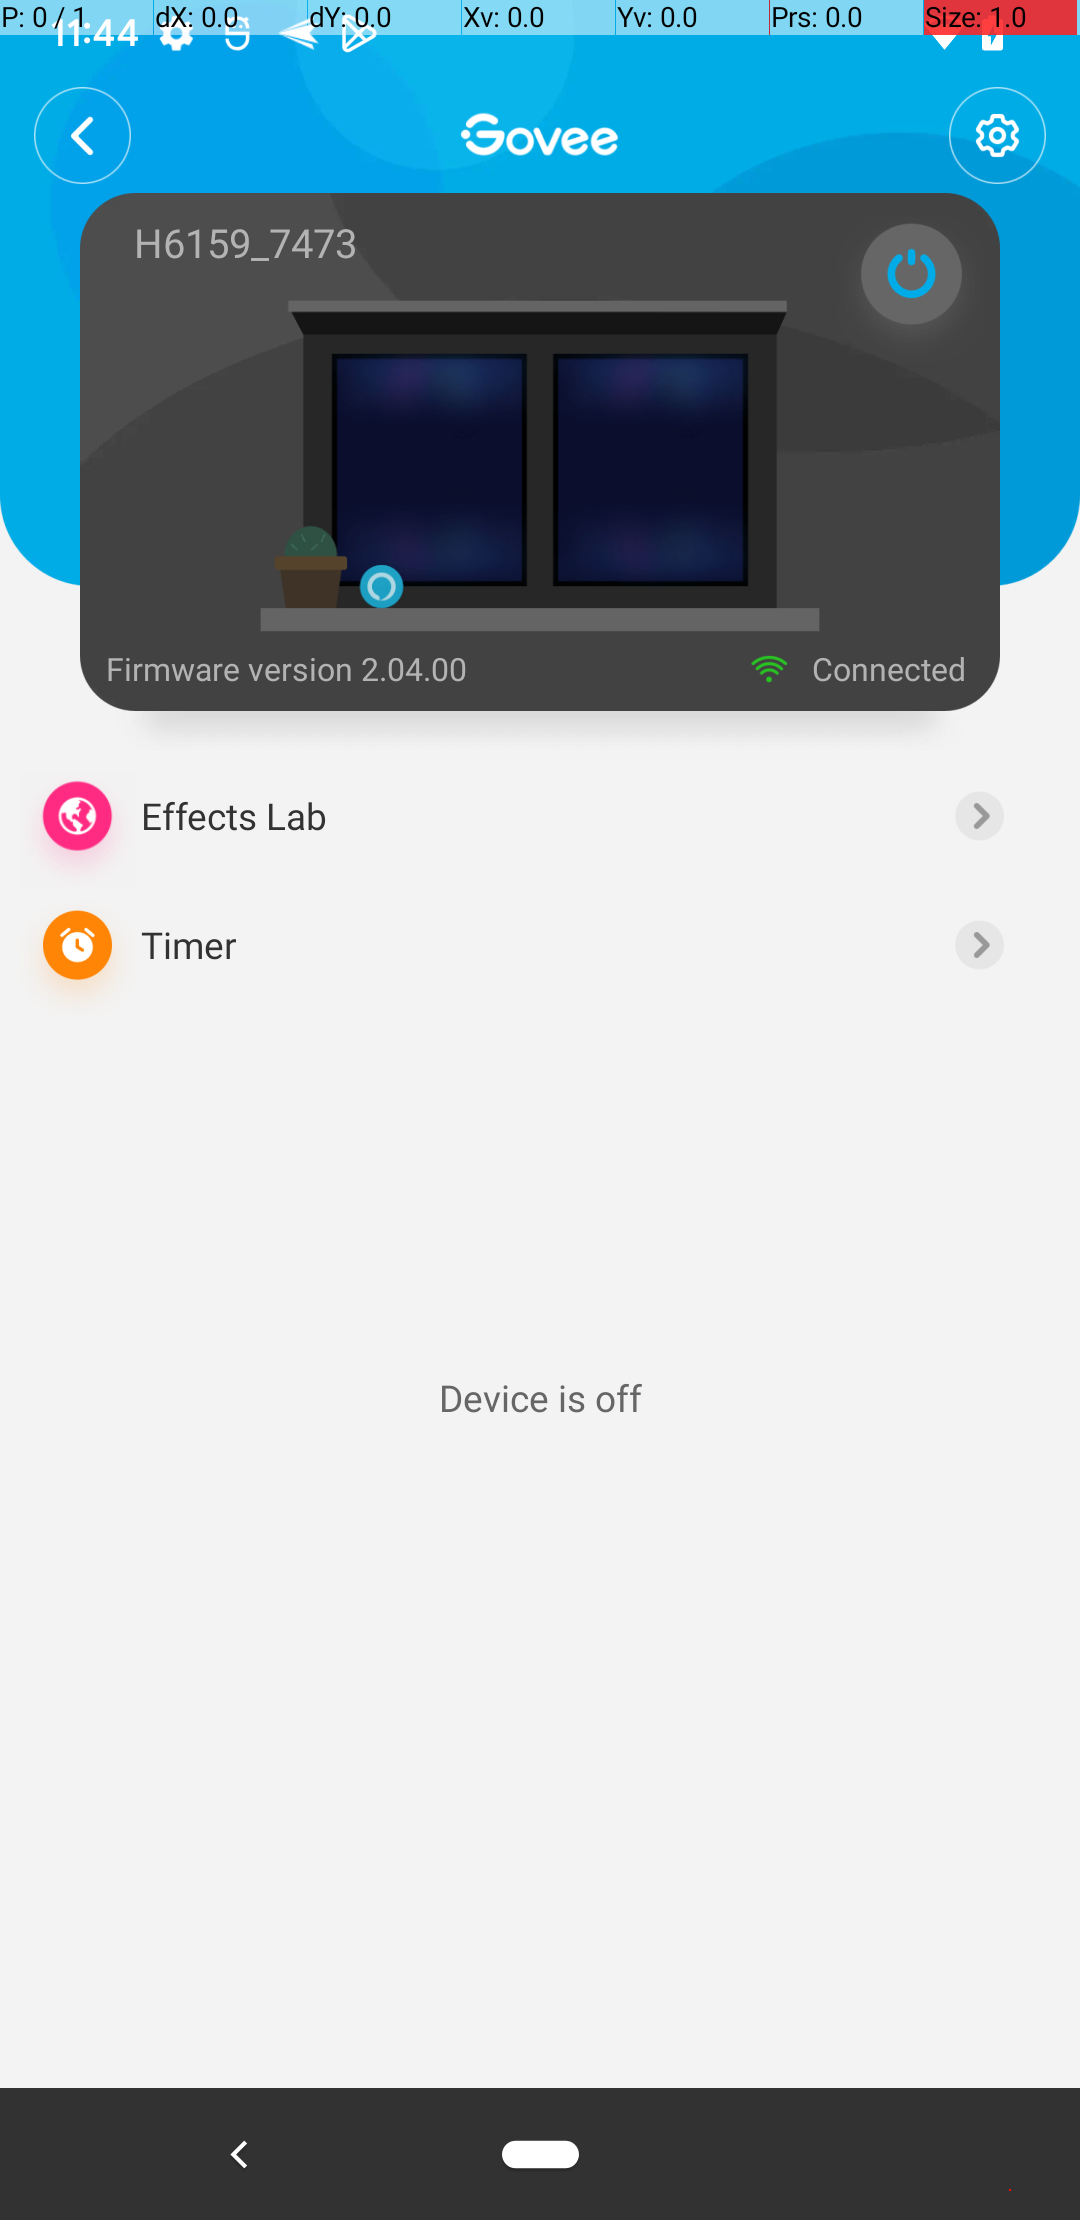 P: 0 / 1 dX: 0.0 dY: 0.0 Xv: 0.0 Yv: 0.0 Prs: 0.0 Size: 1.0
11:44
Govee
H6159_7473
Firmware version 2.04.00 Connected
Effects Lab
Timer
Device is off